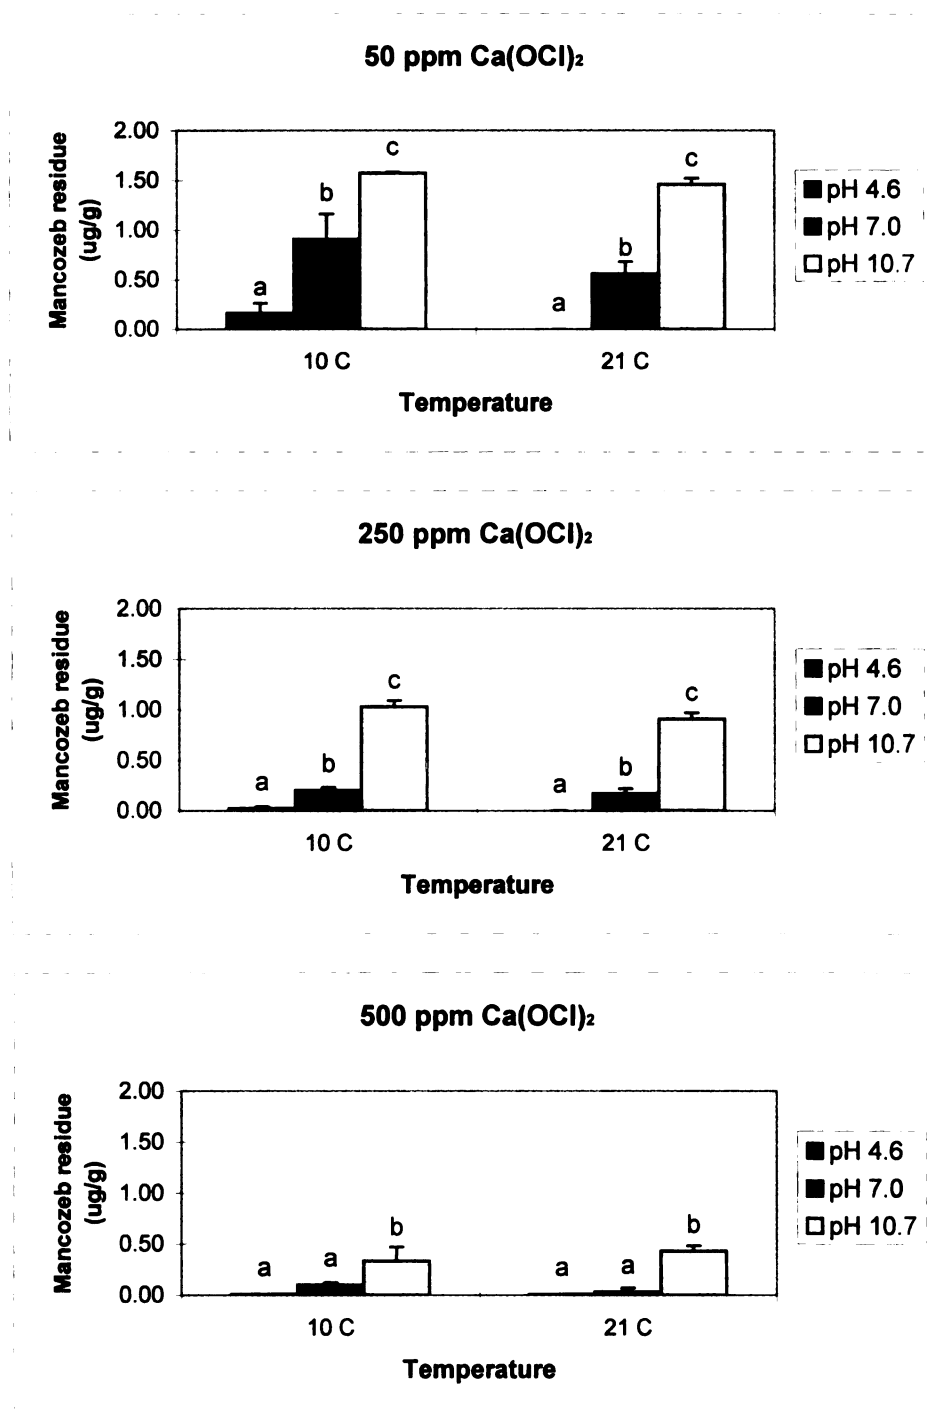 50 ppm Ca(OCl)₂
Mancozeb residue
(ug/g)
2.00
1.50
1.00
0.50
0.00
a
b
c
a
b
c
10 C
21 C
Temperature
pH 4.6
pH 7.0
pH 10.7
250 ppm Ca(OCl)₂
Mancozeb residue
(ug/g)
2.00
1.50
1.00
0.50
0.00
a
b
c
a
b
c
10 C
21 C
Temperature
pH 4.6
pH 7.0
pH 10.7
500 ppm Ca(OCl)₂
Mancozeb residue
(ug/g)
2.00
1.50
1.00
0.50
0.00
a
a
b
a
a
b
10 C
21 C
Temperature
pH 4.6
pH 7.0
pH 10.7